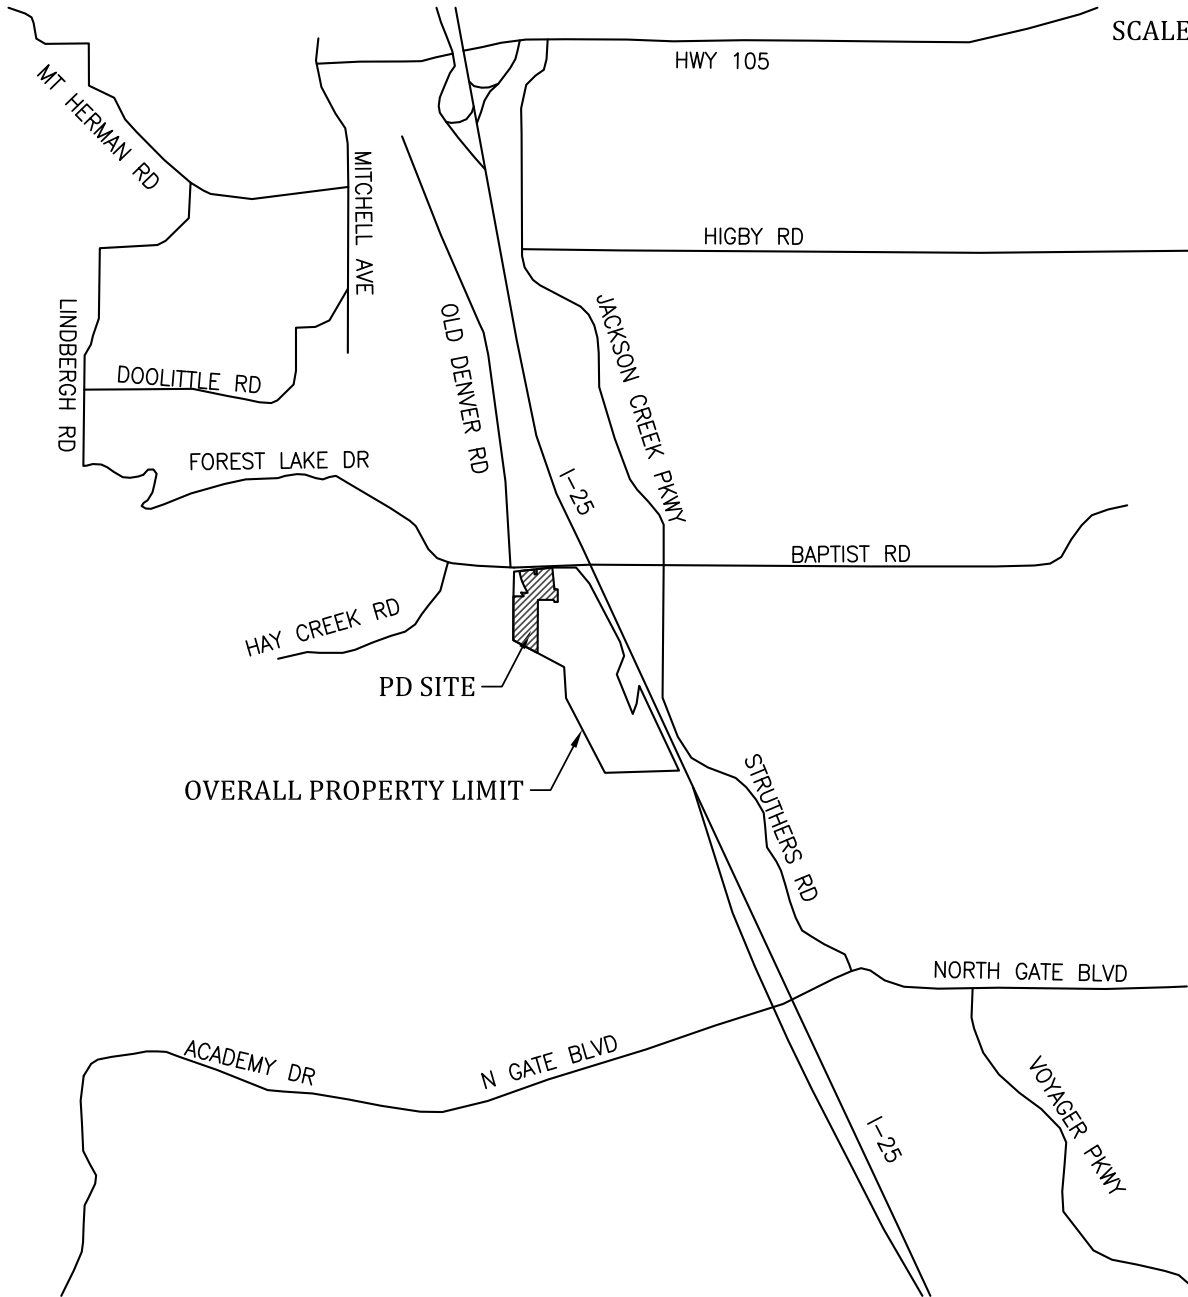 SCALE
HWY 105
MT HERMAN RD
MITCHELL AVE
HIGBY RD
LINDBERGH RD
OLD DENVER RD
JACKSON CREEK PKWY
DOOLITTLE RD
FOREST LAKE DR
I-25
BAPTIST RD
HAY CREEK RD
PD SITE
OVERALL PROPERTY LIMIT
STRUTHERS RD
NORTH GATE BLVD
ACADEMY DR
N GATE BLVD
VOYAGER PKWY
I-25